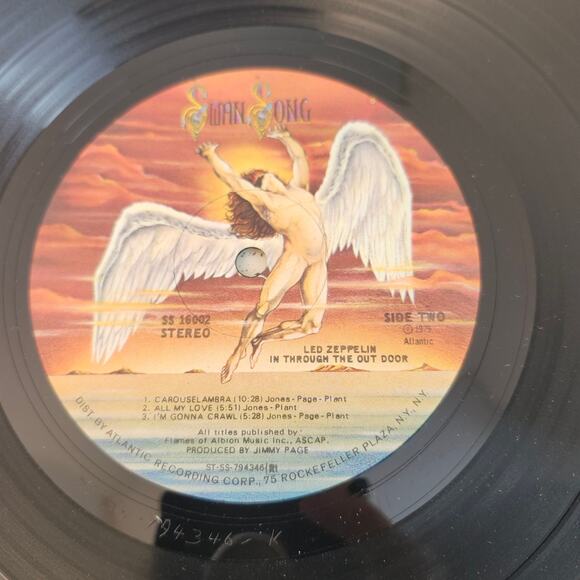 SWAN SONG
SS 16002
STEREO
SIDE TWO
Ⓟ 1979
Atlantic
LED ZEPPELIN
IN THROUGH THE OUT DOOR
1. CAROUSELAMBRA (10:28) Jones - Page - Plant
2. ALL MY LOVE (5:51) Jones - Plant
3. I'M GONNA CRAWL (5:28) Jones - Page - Plant
All titles published by
Flames of Albion Music Inc., ASCAP.
PRODUCED BY JIMMY PAGE
ST-SS-794346
DIST. BY ATLANTIC RECORDING CORP., 75 ROCKEFELLER PLAZA, N.Y., N.Y.
794346-K